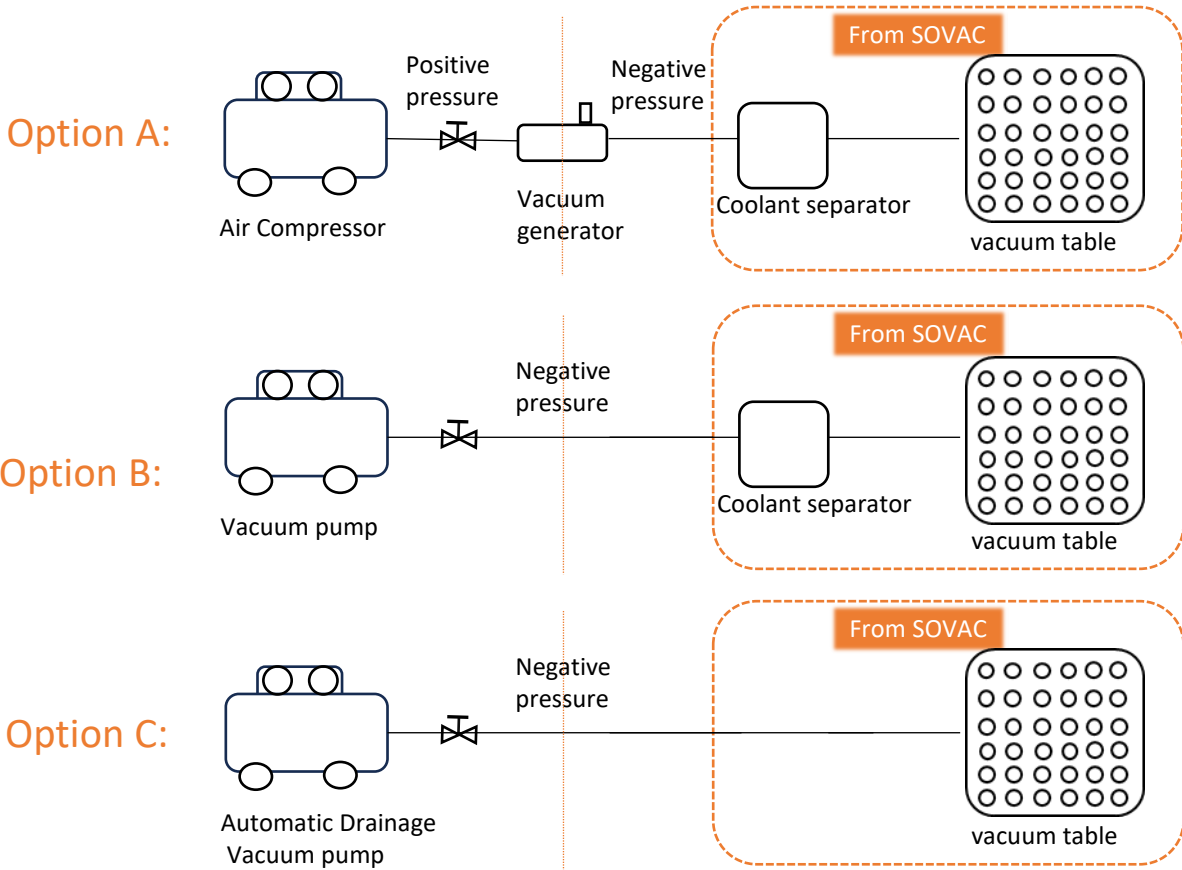 From SOVAC
Positive
pressure
Negative
pressure
Option A:
Vacuum
generator
Coolant separator
Air Compressor
vacuum table
From SOVAC
Negative
pressure
Option B:
Coolant separator
Vacuum pump
vacuum table
From SOVAC
Negative
pressure
Option C:
Automatic Drainage
Vacuum pump
vacuum table